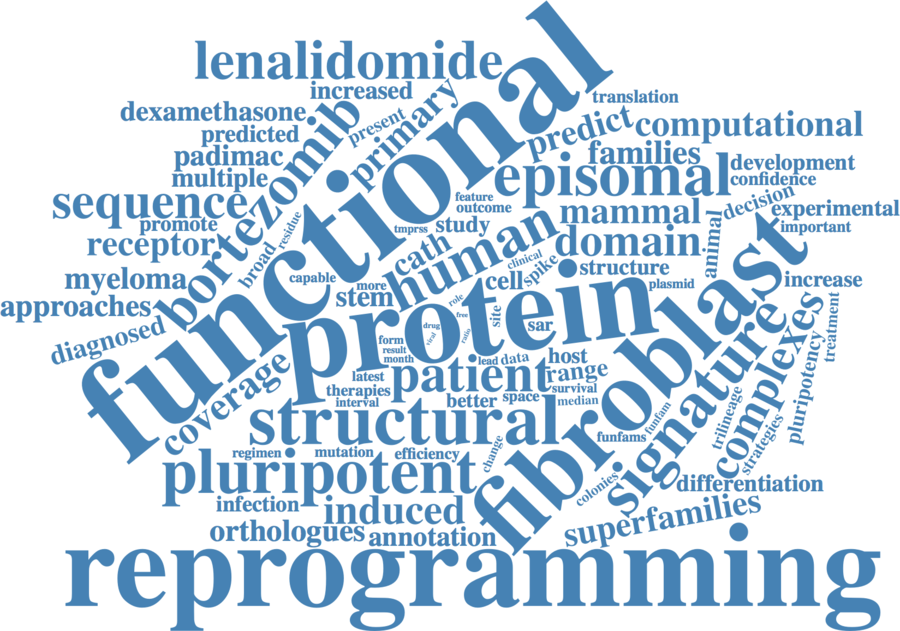 lenalidomide
increased
dexamethasone
predicted
padimac
multiple
sequence
promote
receptor
residue
broad
bortezomib
present
primary
functional
translation
predict
computational
families
development
confidence
episomal
feature
outcome
tmprss
study
mammal
decision
experimental
important
animal
domain
structure
plasmid
increase
myeloma
approaches
diagnosed
capable
more
stem
cath
human
clinical
cell
spike
role
free
site
sar
protein
drug
viral
ratio
form
result
month
lead
data
host
range
patient
latest
therapies
interval
better
space
survival
median
coverage
structural
fibroblast
signature
complexes
pluripotency
treatment
trilineage
strategies
funfams
funfam
regimen
mutation
efficiency
change
colonies
pluripotent
differentiation
infection
induced
superfamilies
orthologues
annotation
reprogramming